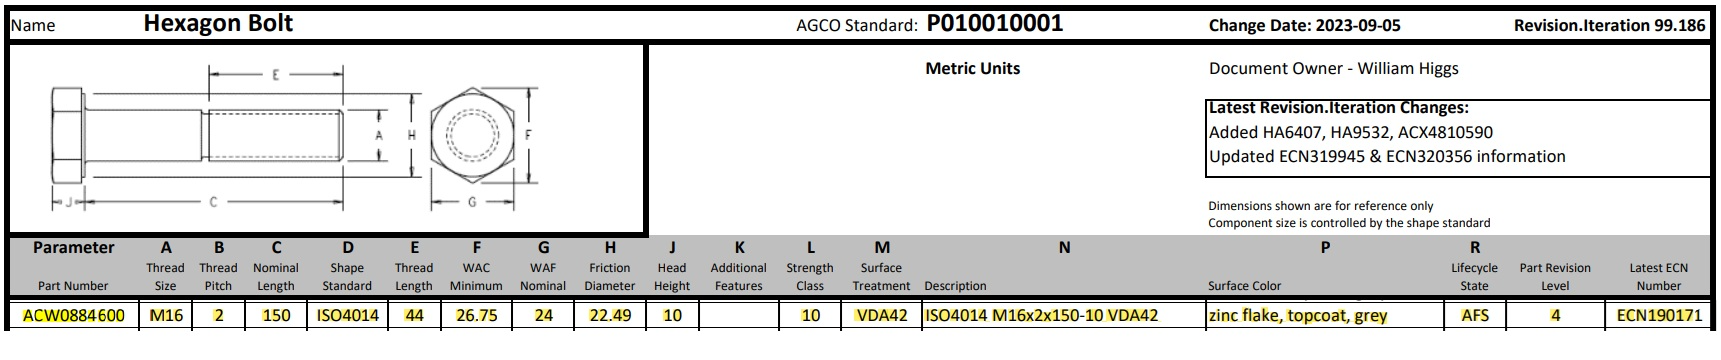 Name Hexagon Bolt AGCO Standard: P010010001 Change Date: 2023-09-05 Revision.Iteration 99.186
E
A
H
F
J
C
G
Metric Units
Document Owner - William Higgs
Latest Revision.Iteration Changes:
Added HA6407, HA9532, ACX4810590
Updated ECN319945 & ECN320356 information
Dimensions shown are for reference only
Component size is controlled by the shape standard
Parameter A B C D E F G H J K L M N P R
Thread Thread Nominal Shape Thread WAC WAF Friction Head Additional Strength Surface Lifecycle Part Revision Latest ECN
Part Number Size Pitch Length Standard Length Minimum Nominal Diameter Height Features Class Treatment Description Surface Color State Level Number
ACW0884600 M16 2 150 ISO4014 44 26.75 24 22.49 10 10 VDA42 ISO4014 M16x2x150-10 VDA42 zinc flake, topcoat, grey AFS 4 ECN190171